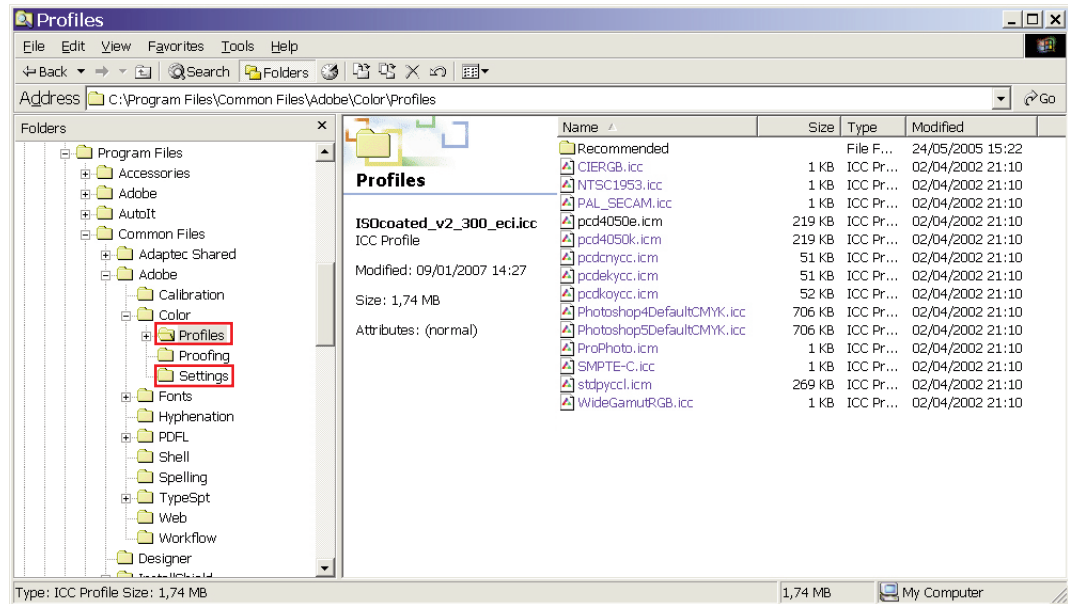 Profiles
File Edit View Favorites Tools Help
Back Search Folders
Address C:\Program Files\Common Files\Adobe\Color\Profiles Go
Folders
Program Files
Accessories
Adobe
AutoIt
Common Files
Adaptec Shared
Adobe
Calibration
Color
Profiles
Proofing
Settings
Fonts
Hyphenation
PDFL
Shell
Spelling
TypeSpt
Web
Workflow
Designer
InstallShield
Profiles
ISOcoated_v2_300_eci.icc
ICC Profile
Modified: 09/01/2007 14:27
Size: 1,74 MB
Attributes: (normal)
Name Size Type Modified
Recommended File F... 24/05/2005 15:22
CIERGB.icc 1 KB ICC Pr... 02/04/2002 21:10
NTSC1953.icc 1 KB ICC Pr... 02/04/2002 21:10
PAL_SECAM.icc 1 KB ICC Pr... 02/04/2002 21:10
pcd4050e.icm 219 KB ICC Pr... 02/04/2002 21:10
pcd4050k.icm 219 KB ICC Pr... 02/04/2002 21:10
pcdcnycc.icm 51 KB ICC Pr... 02/04/2002 21:10
pcdekycc.icm 51 KB ICC Pr... 02/04/2002 21:10
pcdkoycc.icm 52 KB ICC Pr... 02/04/2002 21:10
Photoshop4DefaultCMYK.icc 706 KB ICC Pr... 02/04/2002 21:10
Photoshop5DefaultCMYK.icc 706 KB ICC Pr... 02/04/2002 21:10
ProPhoto.icm 1 KB ICC Pr... 02/04/2002 21:10
SMPTE-C.icc 1 KB ICC Pr... 02/04/2002 21:10
stdpyccl.icm 269 KB ICC Pr... 02/04/2002 21:10
WideGamutRGB.icc 1 KB ICC Pr... 02/04/2002 21:10
Type: ICC Profile Size: 1,74 MB 1,74 MB My Computer